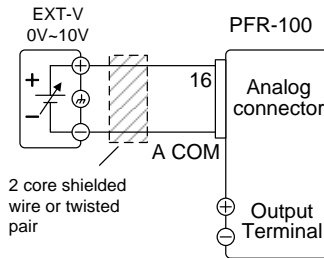 EXT-V
0V~10V
PFR-100
16
Analog
connector
A COM
2 core shielded
wire or twisted
pair
Output
Terminal